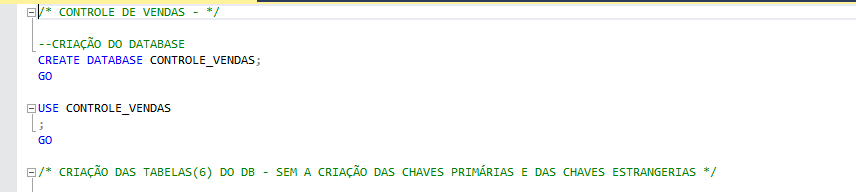 /* CONTROLE DE VENDAS - */
--CRIAÇÃO DO DATABASE
CREATE DATABASE CONTROLE_VENDAS;
GO
USE CONTROLE_VENDAS
;
GO
/* CRIAÇÃO DAS TABELAS(6) DO DB - SEM A CRIAÇÃO DAS CHAVES PRIMÁRIAS E DAS CHAVES ESTRANGERIAS */